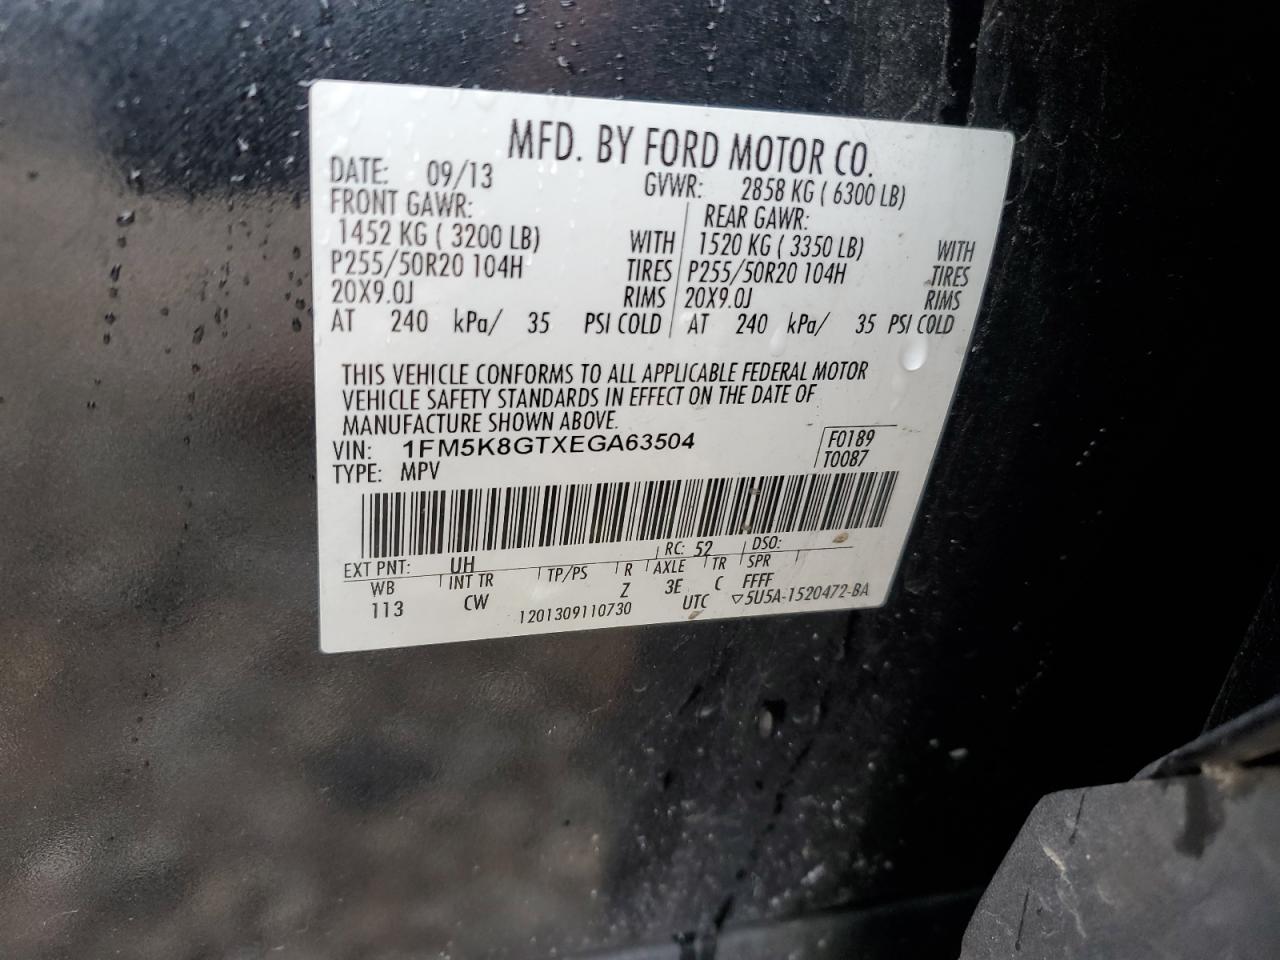 MFD. BY FORD MOTOR CO.
DATE: 09/13 GVWR: 2858 KG ( 6300 LB)
FRONT GAWR: REAR GAWR:
1452 KG ( 3200 LB) WITH 1520 KG ( 3350 LB) WITH
P255/50R20 104H TIRES P255/50R20 104H TIRES
20X9.0J RIMS 20X9.0J RIMS
AT 240 kPa/ 35 PSI COLD AT 240 kPa/ 35 PSI COLD
THIS VEHICLE CONFORMS TO ALL APPLICABLE FEDERAL MOTOR
VEHICLE SAFETY STANDARDS IN EFFECT ON THE DATE OF
MANUFACTURE SHOWN ABOVE.
VIN: 1FM5K8GTXEGA63504 F0189
TYPE: MPV T0087
EXT PNT: UH RC: 52 DSO:
WB INT TR TP/PS R AXLE TR SPR
113 CW Z 3E C FFFF
1201309110730 UTC ▽5U5A-1520472-BA